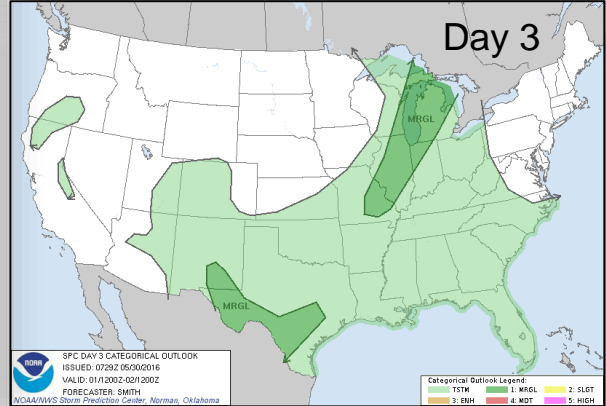 Day 3
MRGL
MRGL
NOAA
SPC DAY 3 CATEGORICAL OUTLOOK
ISSUED: 0729Z 05/30/2016
VALID: 01/1200Z-02/1200Z
FORECASTER: SMITH
NOAA/NWS Storm Prediction Center, Norman, Oklahoma
Categorical Outlook Legend:
TSTM 1: MRGL 2: SLGT
3: ENH 4: MDT 5: HIGH